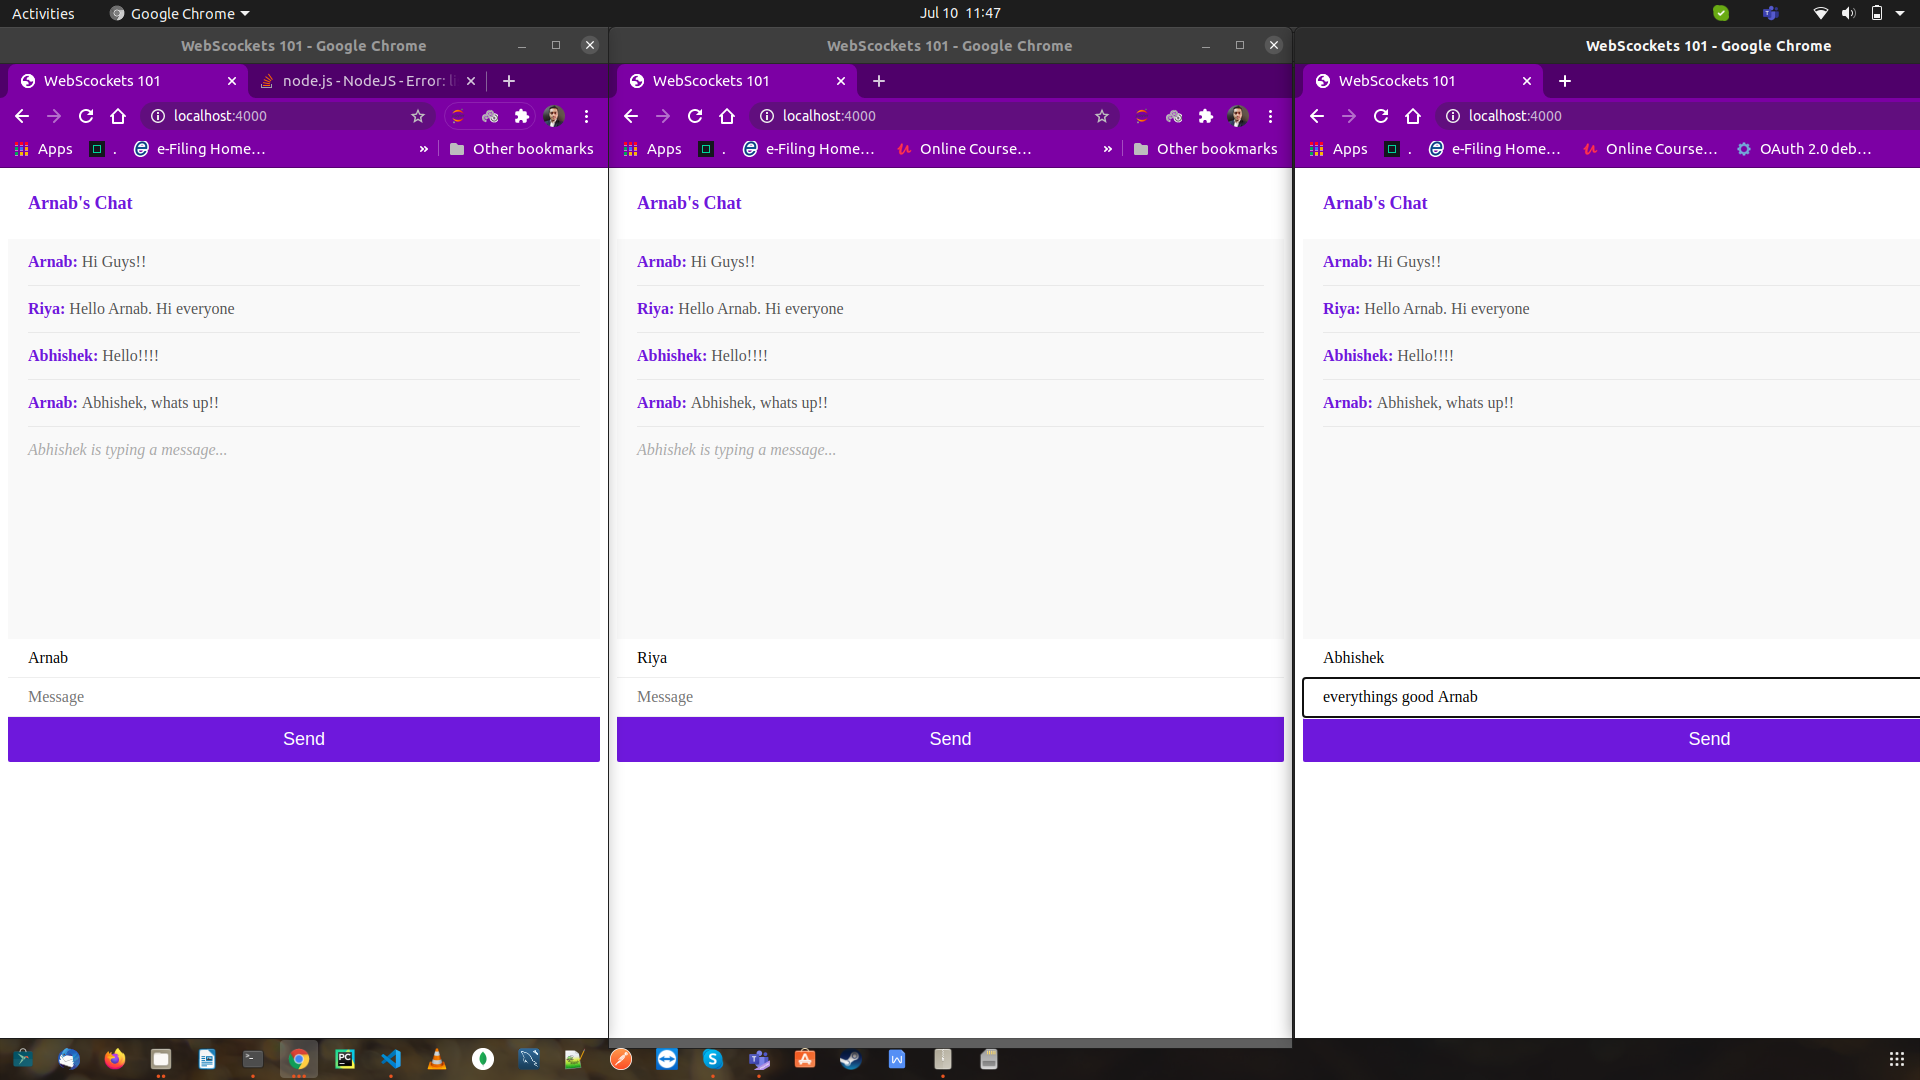 Activities
Google Chrome
Jul 10 11:47
WebScockets 101 - Google Chrome
WebScockets 101
node.js - NodeJS - Error: li
localhost:4000
Apps
.
e-Filing Home…
»
Other bookmarks
Arnab's Chat
Arnab: Hi Guys!!
Riya: Hello Arnab. Hi everyone
Abhishek: Hello!!!!
Arnab: Abhishek, whats up!!
Abhishek is typing a message...
Arnab
Message
Send
WebScockets 101 - Google Chrome
WebScockets 101
localhost:4000
Apps
.
e-Filing Home…
Online Course…
»
Other bookmarks
Arnab's Chat
Arnab: Hi Guys!!
Riya: Hello Arnab. Hi everyone
Abhishek: Hello!!!!
Arnab: Abhishek, whats up!!
Abhishek is typing a message...
Riya
Message
Send
WebScockets 101 - Google Chrome
WebScockets 101
localhost:4000
Apps
.
e-Filing Home…
Online Course…
OAuth 2.0 deb…
Arnab's Chat
Arnab: Hi Guys!!
Riya: Hello Arnab. Hi everyone
Abhishek: Hello!!!!
Arnab: Abhishek, whats up!!
Abhishek
everythings good Arnab
Send